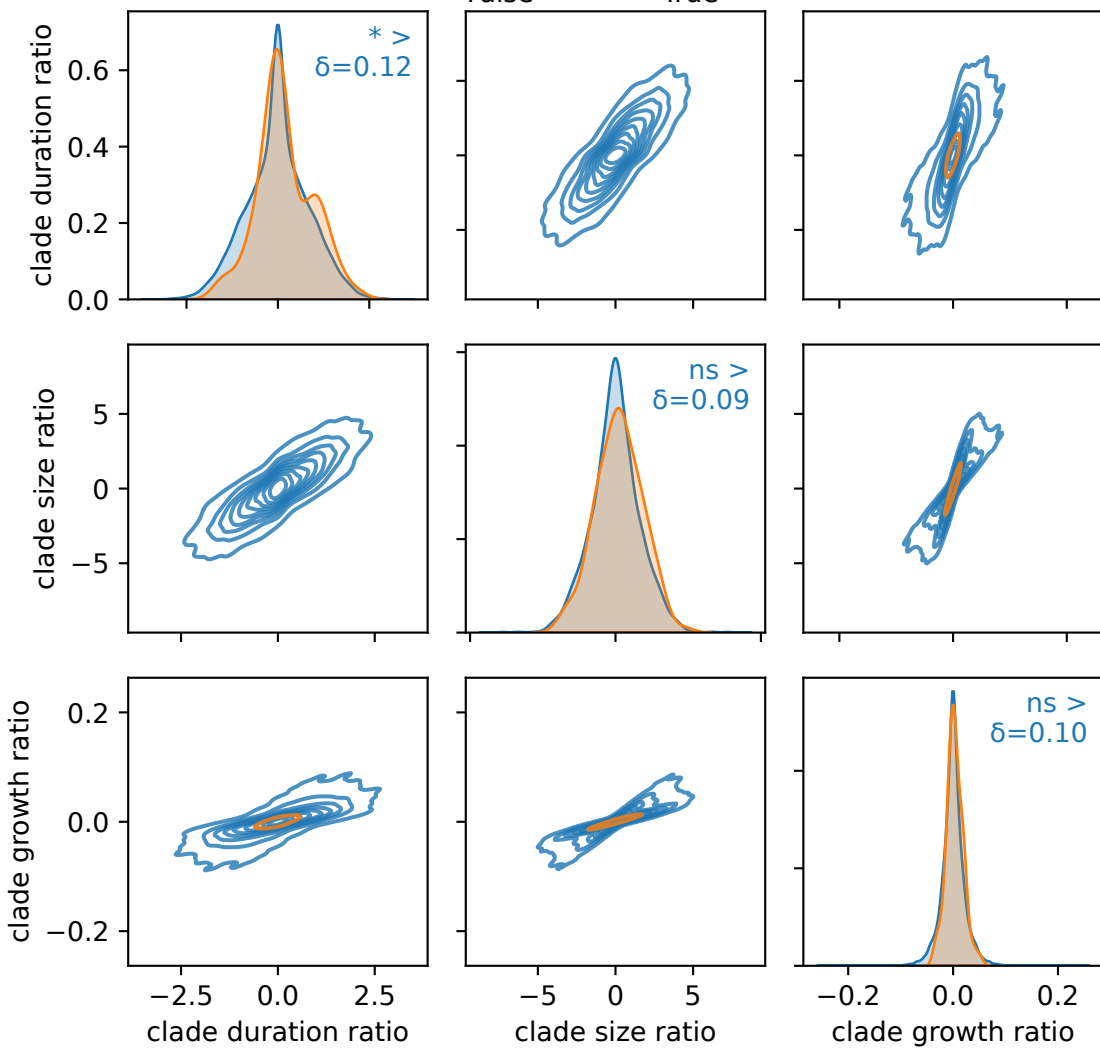 clade duration ratio
0.6
0.4
0.2
0.0
* >
δ=0.12
clade size ratio
5
0
−5
ns >
δ=0.09
clade growth ratio
0.2
0.0
−0.2
ns >
δ=0.10
−2.5 0.0 2.5
clade duration ratio
−5 0 5
clade size ratio
−0.2 0.0 0.2
clade growth ratio